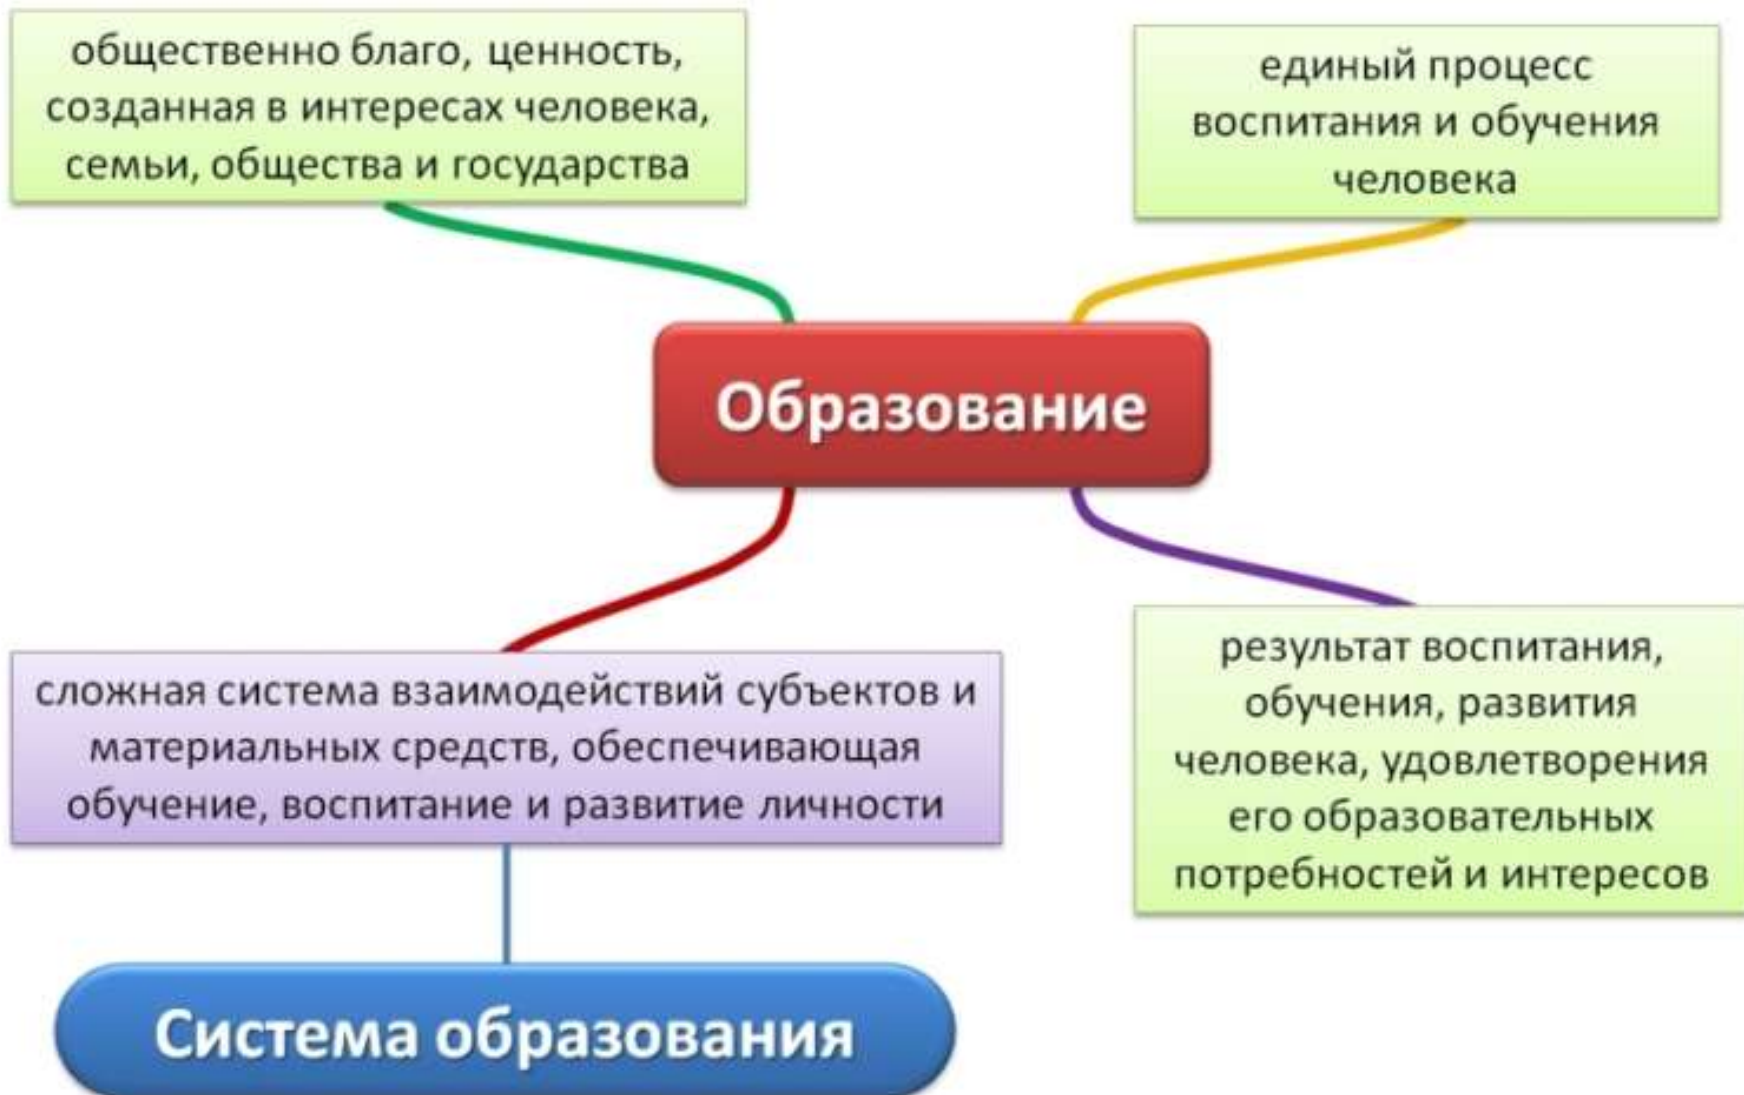 общественно благо, ценность,
созданная в интересах человека,
семьи, общества и государства
единый процесс
воспитания и обучения
человека
Образование
сложная система взаимодействий субъектов и
материальных средств, обеспечивающая
обучение, воспитание и развитие личности
результат воспитания,
обучения, развития
человека, удовлетворения
его образовательных
потребностей и интересов
Система образования